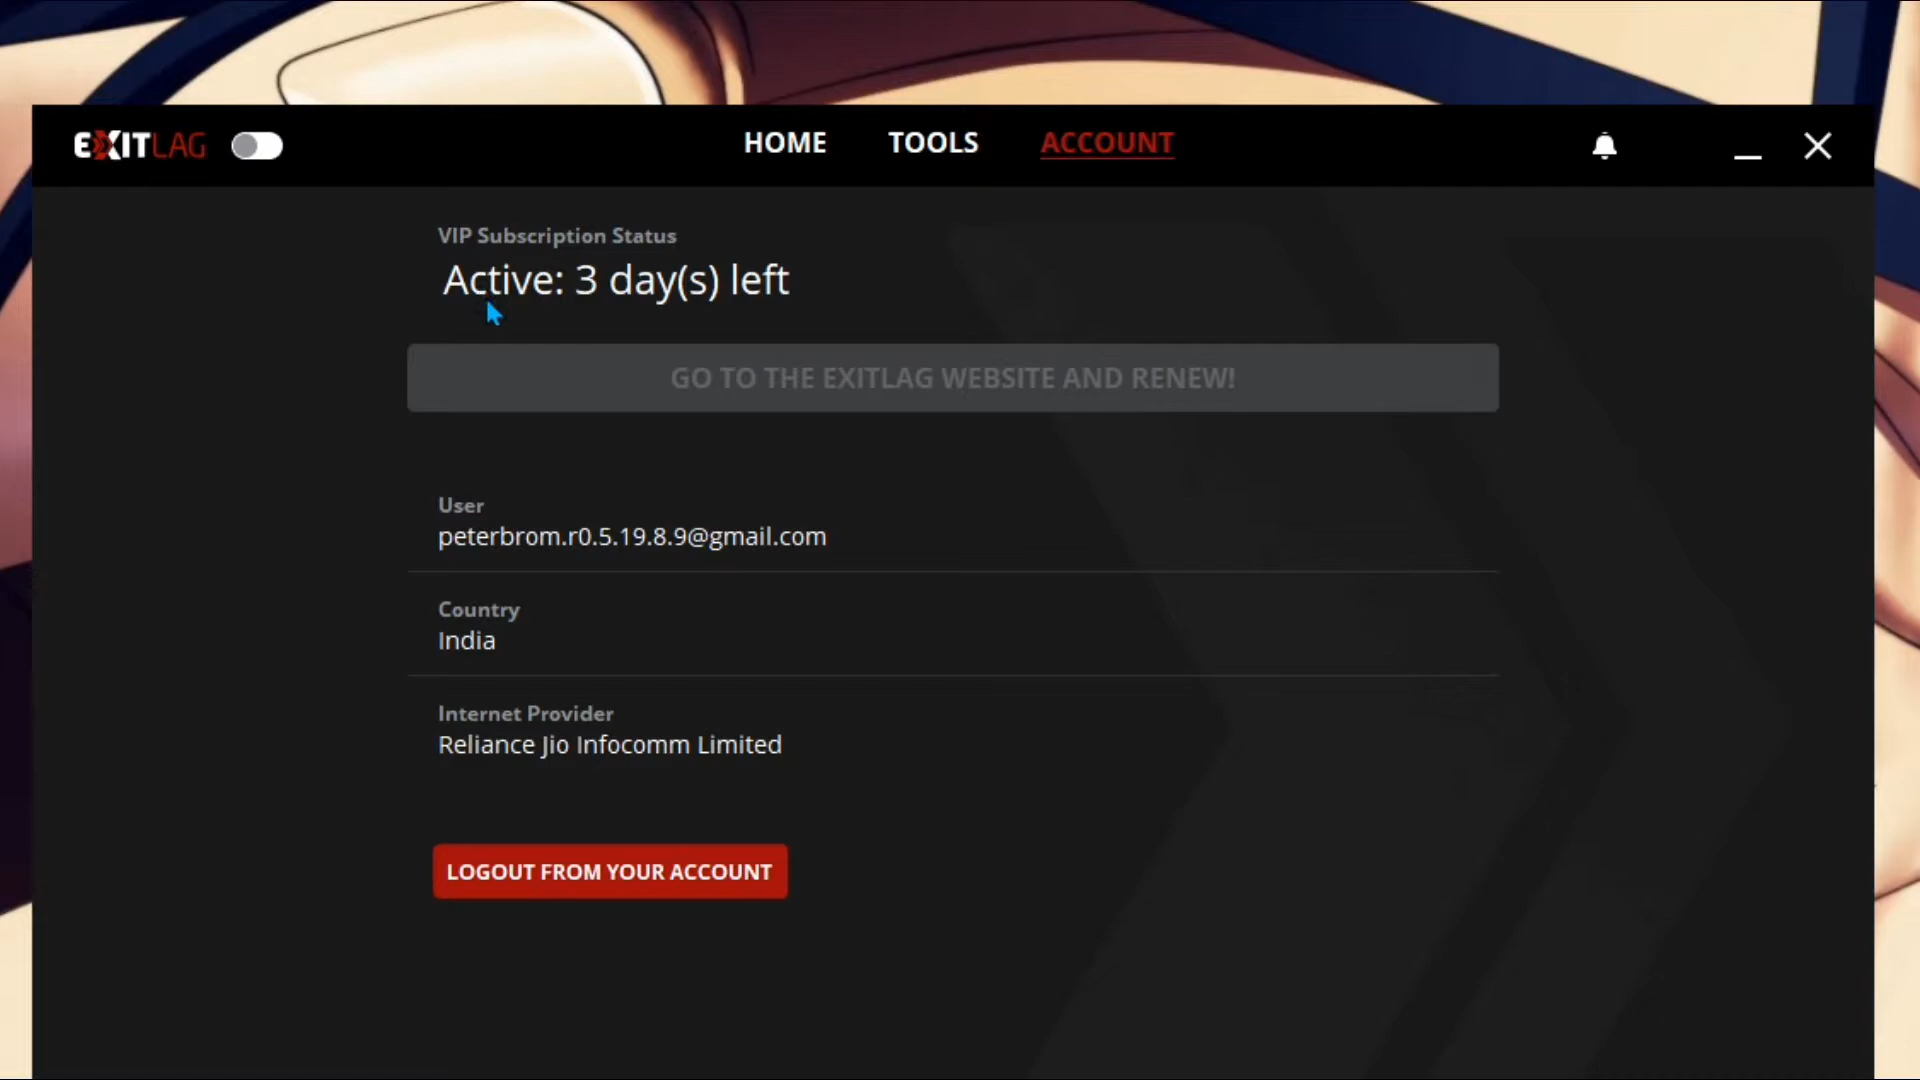 EXITLAG
HOME TOOLS ACCOUNT
VIP Subscription Status
Active: 3 day(s) left
GO TO THE EXITLAG WEBSITE AND RENEW!
User
peterbrom.r0.5.19.8.9@gmail.com
Country
India
Internet Provider
Reliance Jio Infocomm Limited
LOGOUT FROM YOUR ACCOUNT